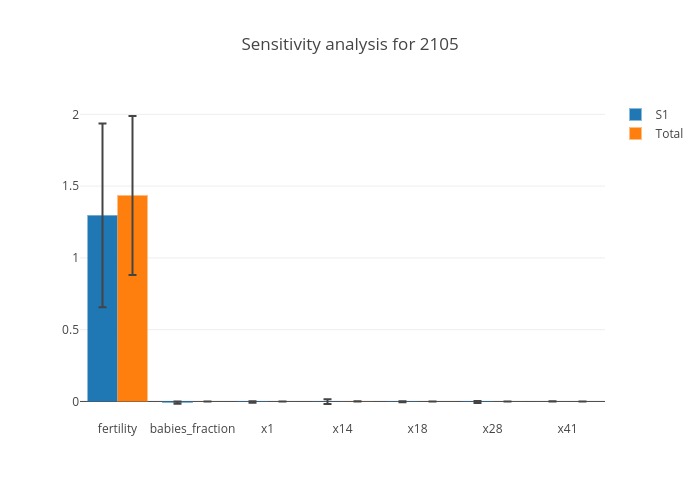 Sensitivity analysis for 2105
S1
Total
2
1.5
1
0.5
0
fertility babies_fraction x1 x14 x18 x28 x41